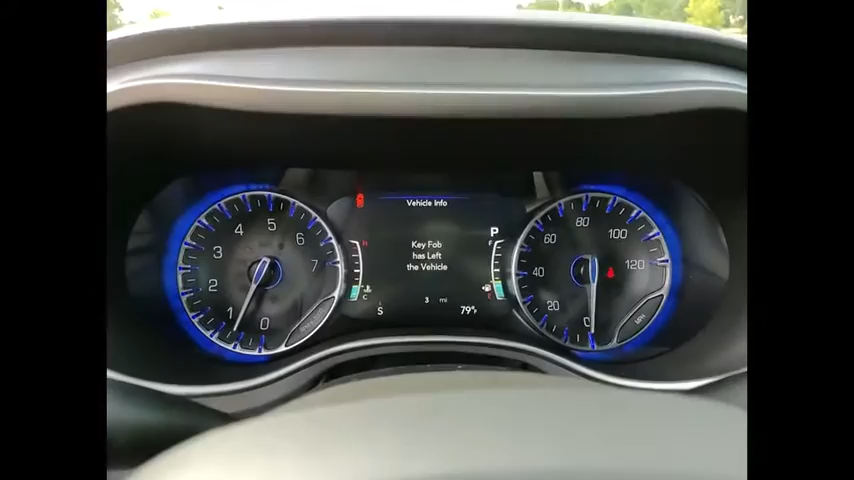 Vehicle Info
P
Key Fob
has Left
the Vehicle
H
C
F
E
3 mi
S
79°F
0
1
2
3
4
5
6
7
0
20
40
60
80
100
120
MPH